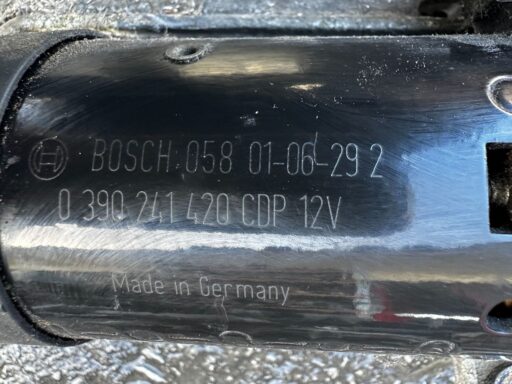 BOSCH 058 01-06-29 2
0 390 241 420 CDP 12V
Made in Germany